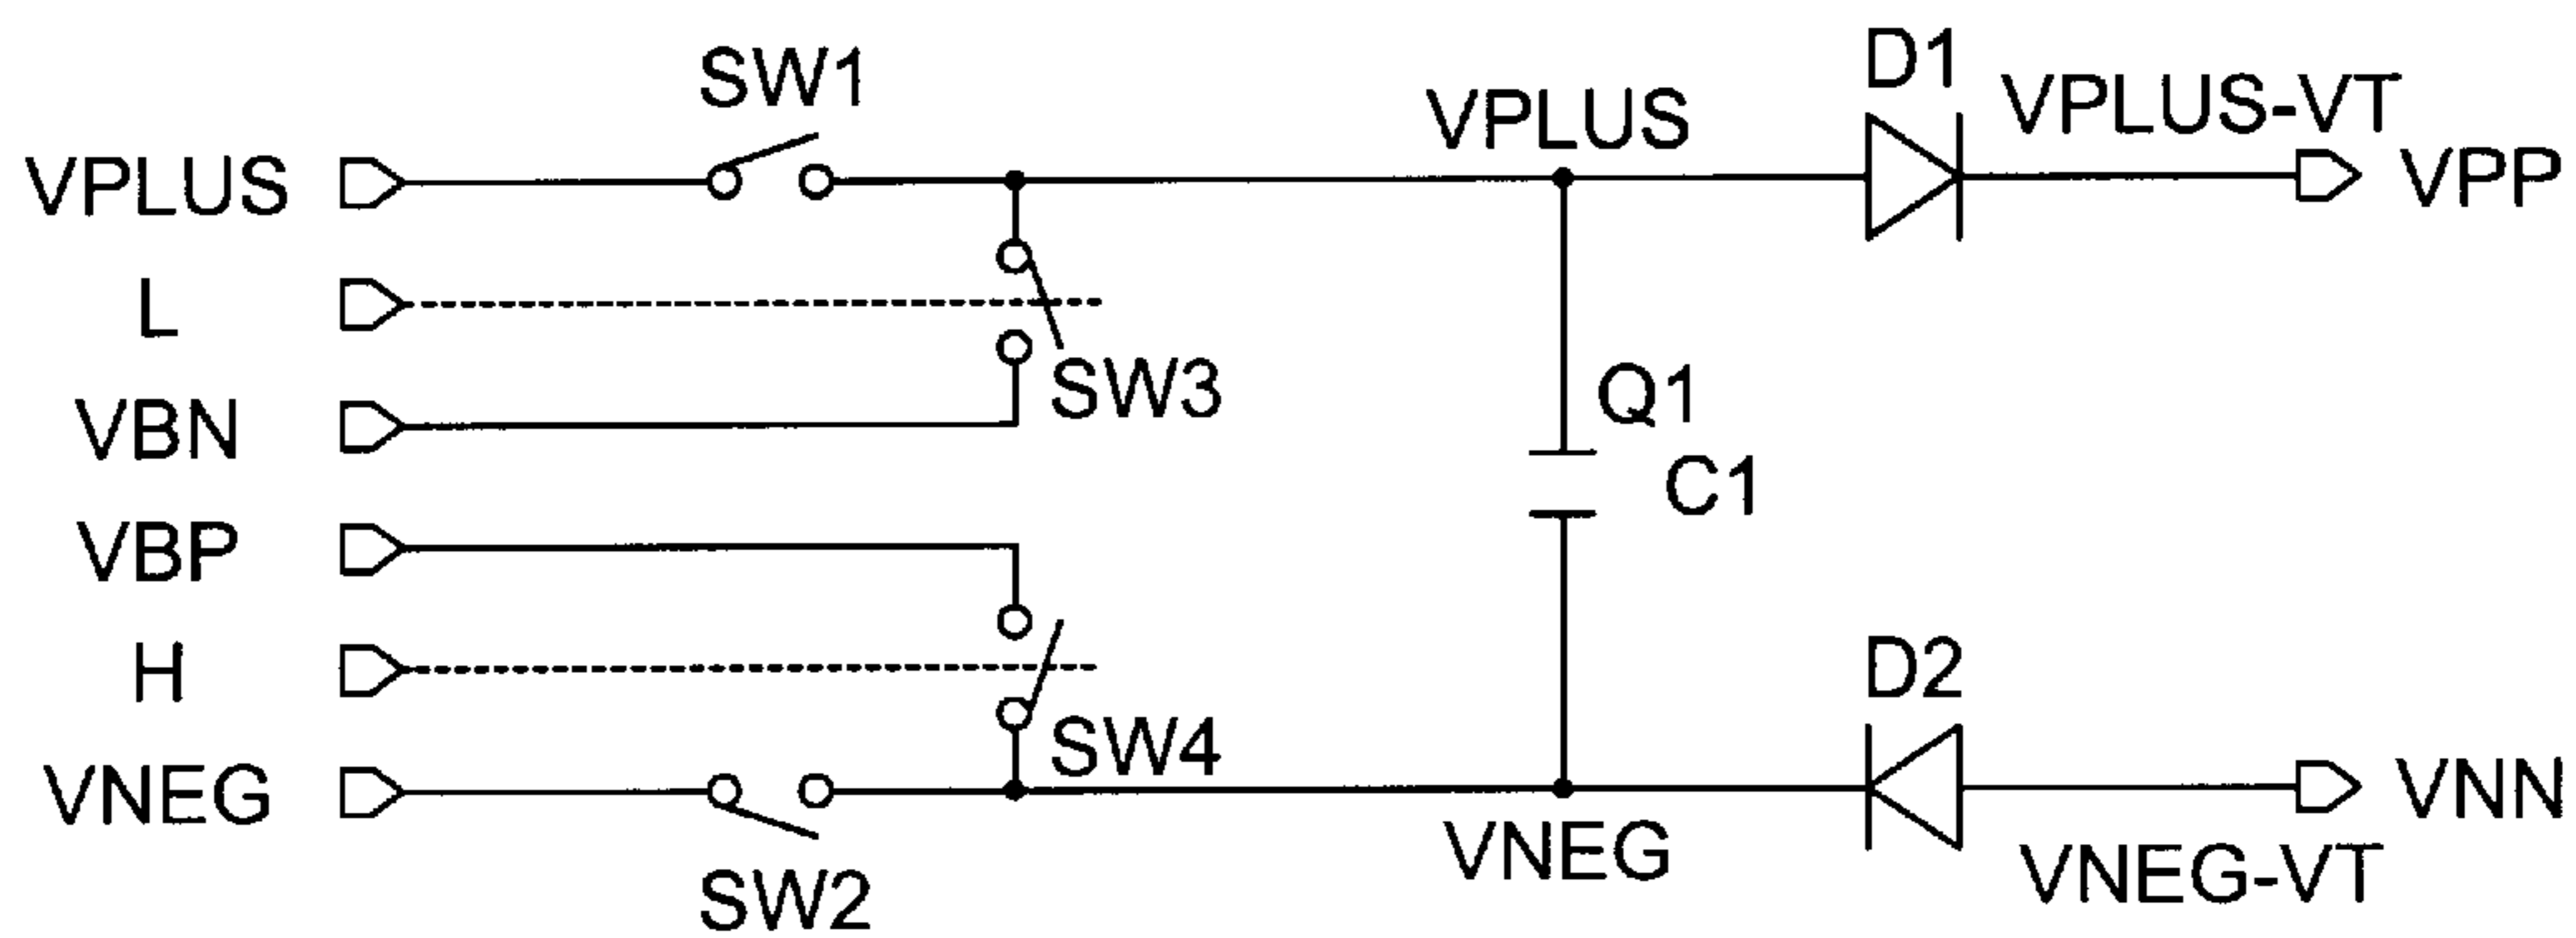 SW1
D1
VPLUS
VPLUS-VT
VPLUS
VPP
L
SW3
VBN
Q1
C1
VBP
H
SW4
D2
VNEG
VNN
VNEG
VNEG-VT
SW2